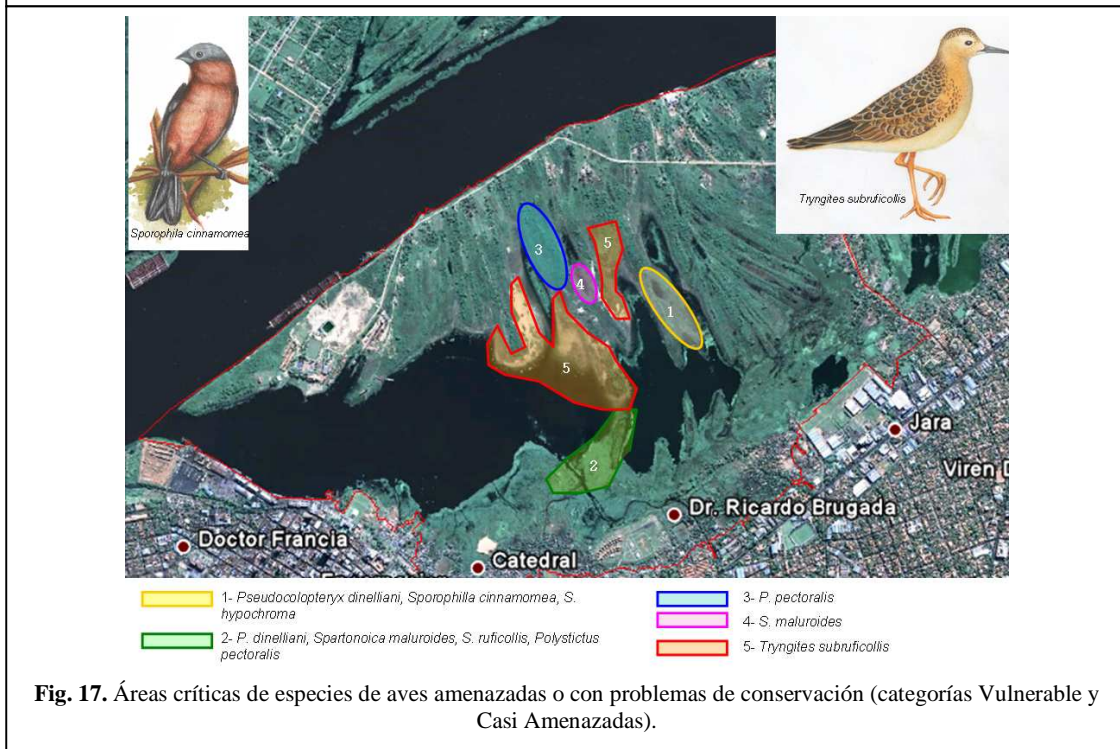 Sporophila cinnamomea
Tryngites subruficollis
3
5
4
1
5
2
Jara
Viren D
Dr. Ricardo Brugada
Doctor Francia
Catedral
1- Pseudocolopteryx dinelliani, Sporophilla cinnamomea, S.
hypochroma
2- P. dinelliani, Spartonoica maluroides, S. ruficollis, Polystictus
pectoralis
3- P. pectoralis
4- S. maluroides
5- Tryngites subruficollis
Fig. 17. Áreas críticas de especies de aves amenazadas o con problemas de conservación (categorías Vulnerable y
Casi Amenazadas).